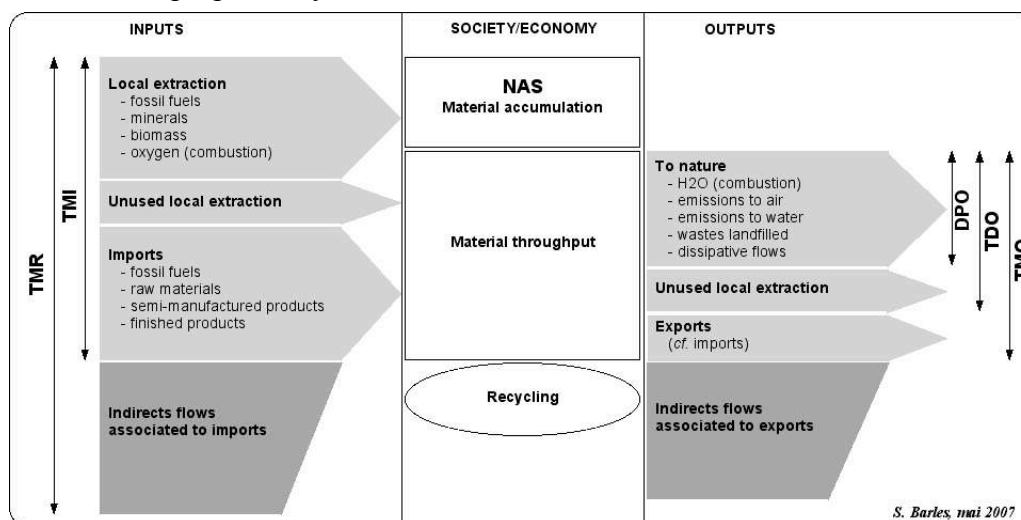 INPUTS
SOCIETY/ECONOMY
OUTPUTS
TMR
TMI
Local extraction
- fossil fuels
- minerals
- biomass
- oxygen (combustion)
Unused local extraction
Imports
- fossil fuels
- raw materials
- semi-manufactured products
- finished products
Indirects flows
associated to imports
NAS
Material accumulation
Material throughput
Recycling
To nature
- H2O (combustion)
- emissions to air
- emissions to water
- wastes landfilled
- dissipative flows
Unused local extraction
Exports
(cf. imports)
Indirects flows
associated to exports
DPO
TDO
TMO
S. Barles, mai 2007